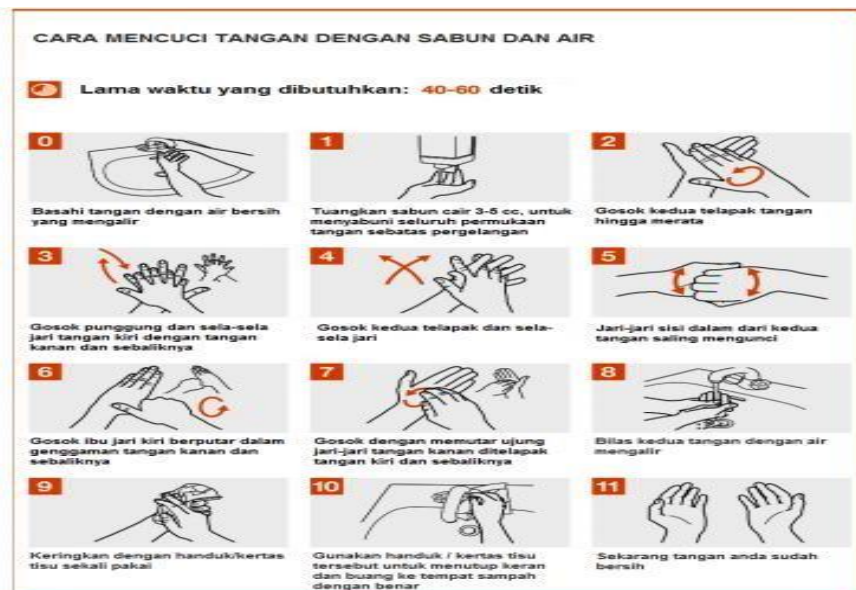 CARA MENCUCI TANGAN DENGAN SABUN DAN AIR
Lama waktu yang dibutuhkan: 40-60 detik
0
Basahi tangan dengan air bersih
yang mengalir
1
Tuangkan sabun cair 3-5 cc, untuk
menyabuni seluruh permukaan
tangan sebatas pergelangan
2
Gosok kedua telapak tangan
hingga merata
3
Gosok punggung dan sela-sela
jari tangan kiri dengan tangan
kanan dan sebaliknya
4
Gosok kedua telapak dan sela-
sela jari
5
Jari-jari sisi dalam dari kedua
tangan saling mengunci
6
Gosok ibu jari kiri berputar dalam
genggaman tangan kanan dan
sebaliknya
7
Gosok dengan memutar ujung
jari-jari tangan kanan ditelapak
tangan kiri dan sebaliknya
8
Bilas kedua tangan dengan air
mengalir
9
Keringkan dengan handuk/kertas
tisu sekali pakai
10
Gunakan handuk / kertas tisu
tersebut untuk menutup keran
dan buang ke tempat sampah
dengan benar
11
Sekarang tangan anda sudah
bersih